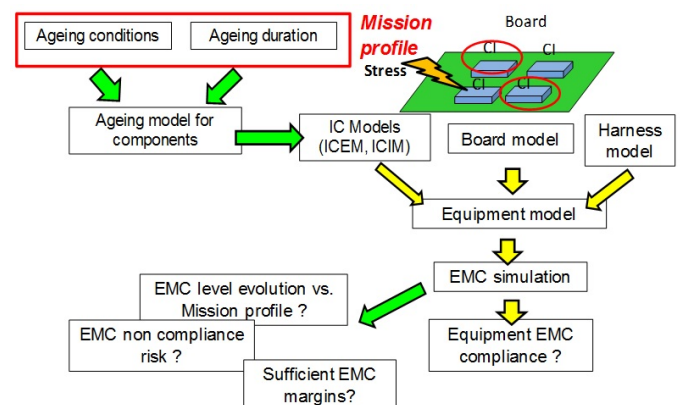 Ageing conditions
Ageing duration
Mission
profile
Board
CI
CI
Stress
CI
CI
Ageing model for
components
IC Models
(ICEM, ICIM)
Board model
Harness
model
Equipment model
EMC simulation
EMC level evolution vs.
Mission profile ?
EMC non compliance
risk ?
Sufficient EMC
margins?
Equipment EMC
compliance ?